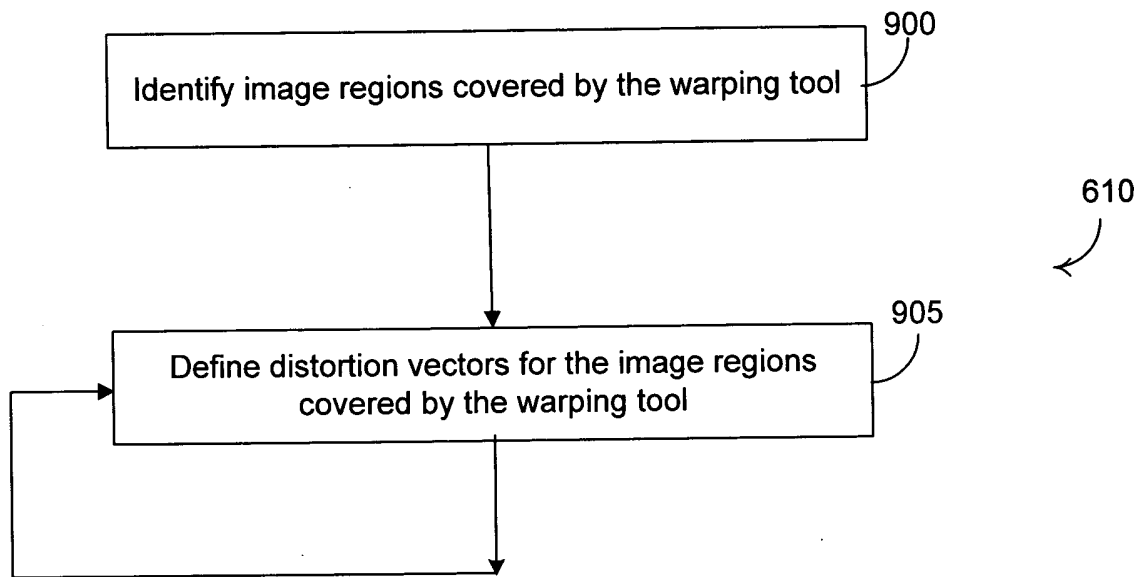 900
Identify image regions covered by the warping tool
610
905
Define distortion vectors for the image regions
covered by the warping tool